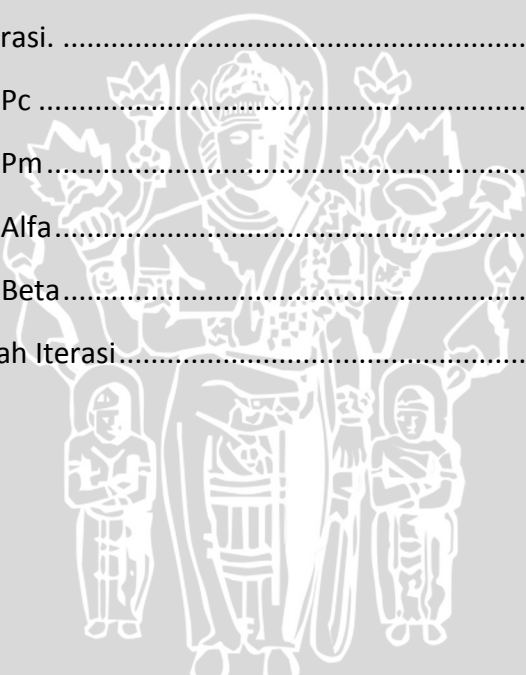 rasi. ........................................................
Pc ...........................................................
Pm ..........................................................
Alfa .........................................................
Beta ........................................................
ah Iterasi ..................................................